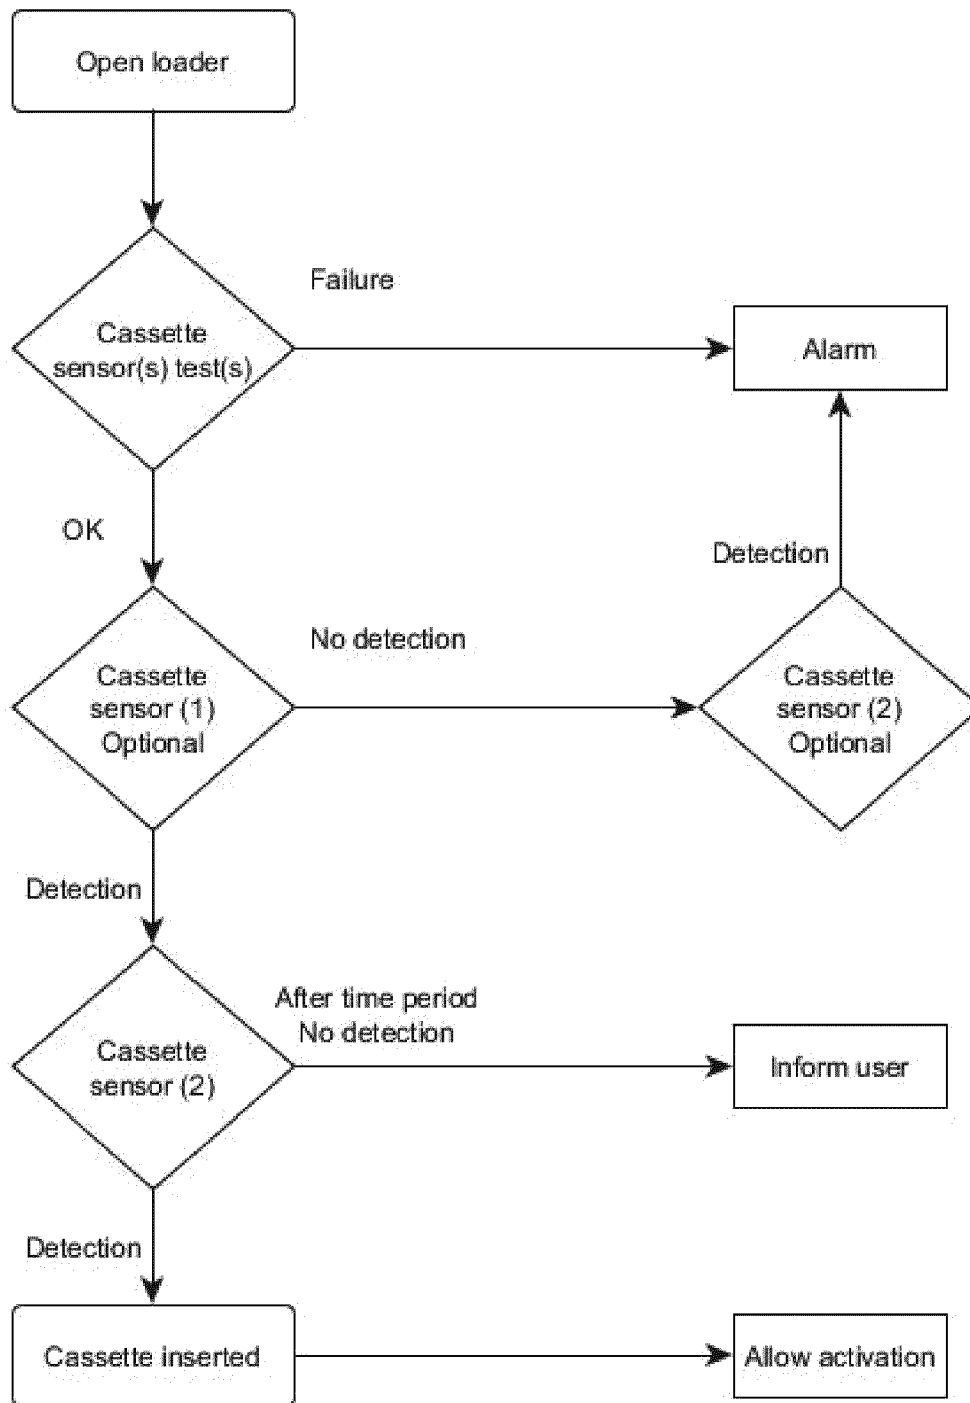 Open loader
Failure
Cassette
sensor(s) test(s)
Alarm
OK
Detection
No detection
Cassette
sensor (1)
Optional
Cassette
sensor (2)
Optional
Detection
After time period
No detection
Cassette
sensor (2)
Inform user
Detection
Cassette inserted
Allow activation